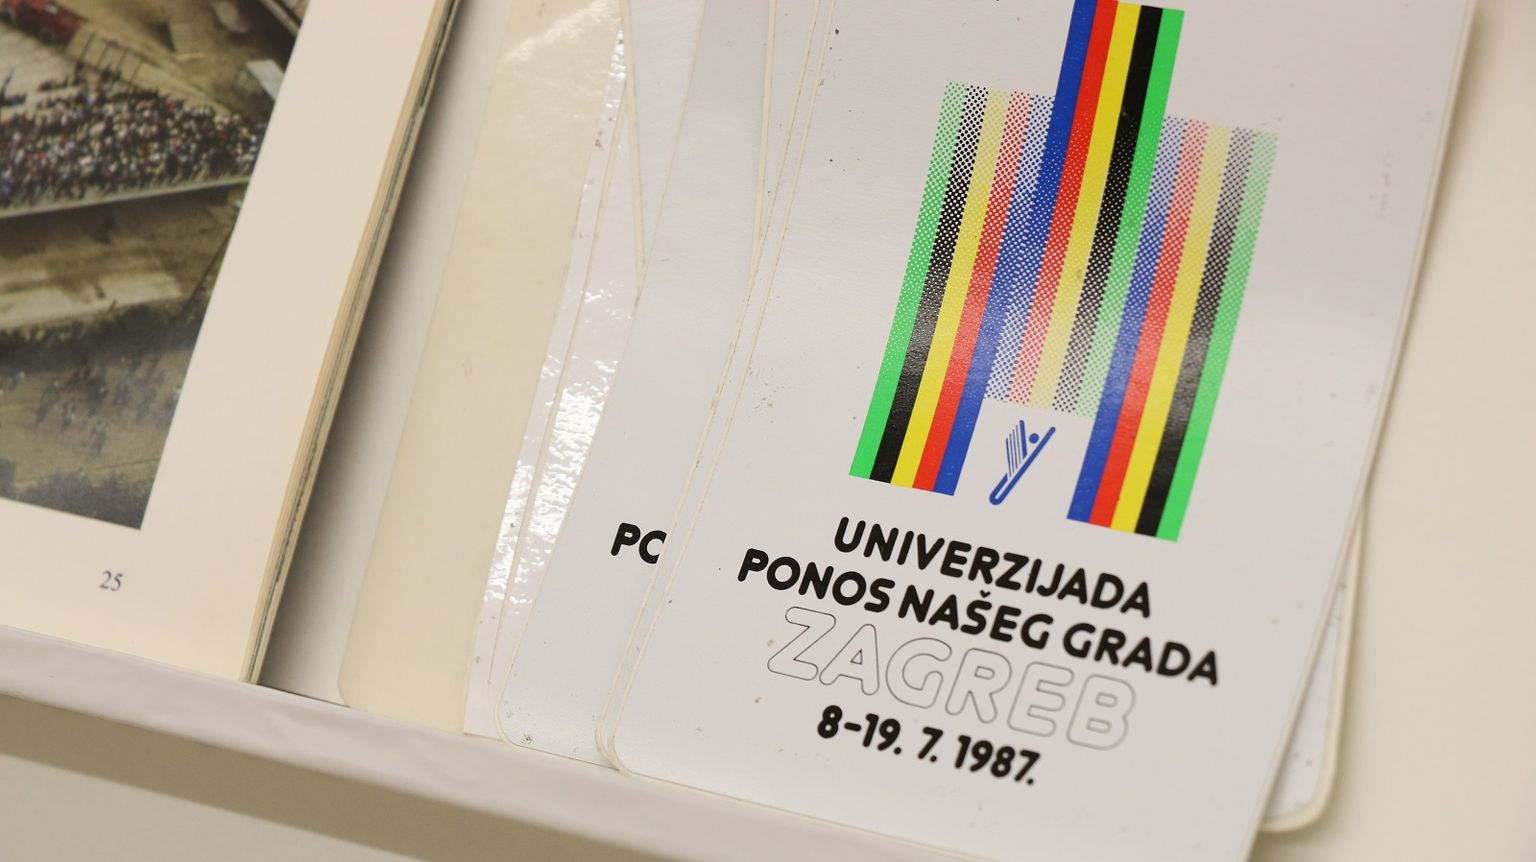 25
PO
UNIVERZIJADA
PONOS NAŠEG GRADA
ZAGREB
8-19. 7. 1987.